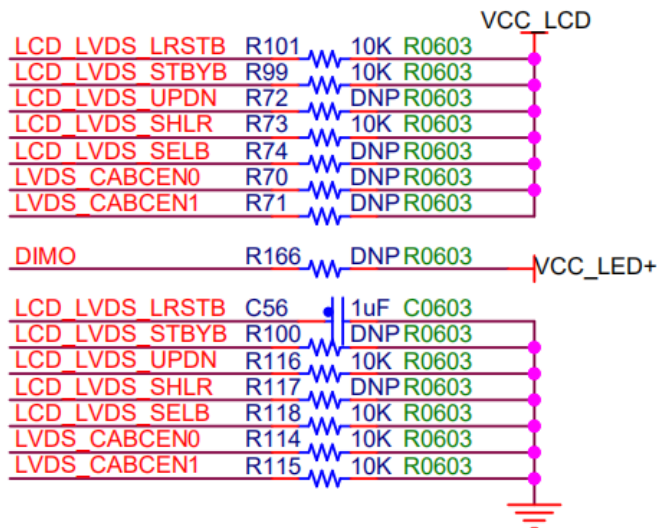 VCC_LCD
LCD_LVDS_LRSTB R101 10K R0603
LCD_LVDS_STBYB R99 10K R0603
LCD_LVDS_UPDN R72 DNP R0603
LCD_LVDS_SHLR R73 10K R0603
LCD_LVDS_SELB R74 DNP R0603
LVDS_CABCEN0 R70 DNP R0603
LVDS_CABCEN1 R71 DNP R0603
DIMO R166 DNP R0603 VCC_LED+
LCD_LVDS_LRSTB C56 1uF C0603
LCD_LVDS_STBYB R100 DNP R0603
LCD_LVDS_UPDN R116 10K R0603
LCD_LVDS_SHLR R117 DNP R0603
LCD_LVDS_SELB R118 10K R0603
LVDS_CABCEN0 R114 10K R0603
LVDS_CABCEN1 R115 10K R0603